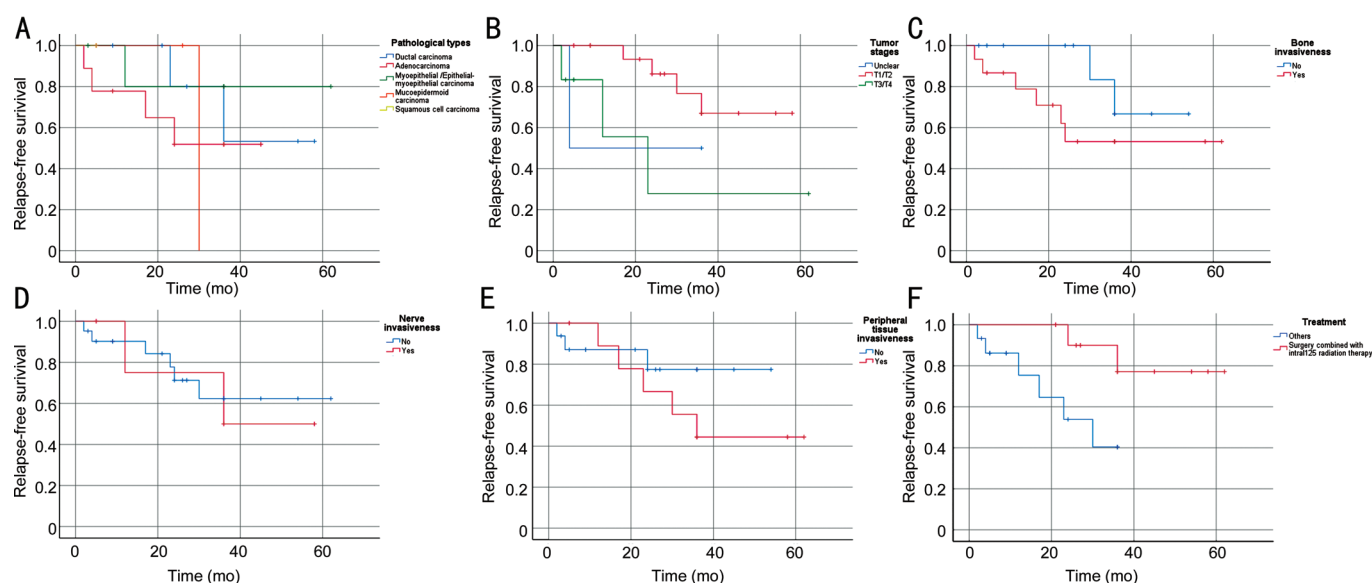 A
Pathological types
Ductal carcinoma
Adenocarcinoma
Myoepithelial /Epithelial-
myoepithelial carcinoma
Mucoepidermoid
carcinoma
Squamous cell carcinoma
Relapse-free survival
1.0
0.8
0.6
0.4
0.2
0
0 20 40 60
Time (mo)
B
Tumor
stages
Unclear
T1/T2
T3/T4
Relapse-free survival
1.0
0.8
0.6
0.4
0.2
0
0 20 40 60
Time (mo)
C
Bone
invasiveness
No
Yes
Relapse-free survival
1.0
0.8
0.6
0.4
0.2
0
0 20 40 60
Time (mo)
D
Nerve
invasiveness
No
Yes
Relapse-free survival
1.0
0.8
0.6
0.4
0.2
0
0 20 40 60
Time (mo)
E
Peripheral
tissue
invasiveness
No
Yes
Relapse-free survival
1.0
0.8
0.6
0.4
0.2
0
0 20 40 60
Time (mo)
F
Treatment
Others
Surgery combined with
intral125 radiation therapy
Relapse-free survival
1.0
0.8
0.6
0.4
0.2
0
0 20 40 60
Time (mo)